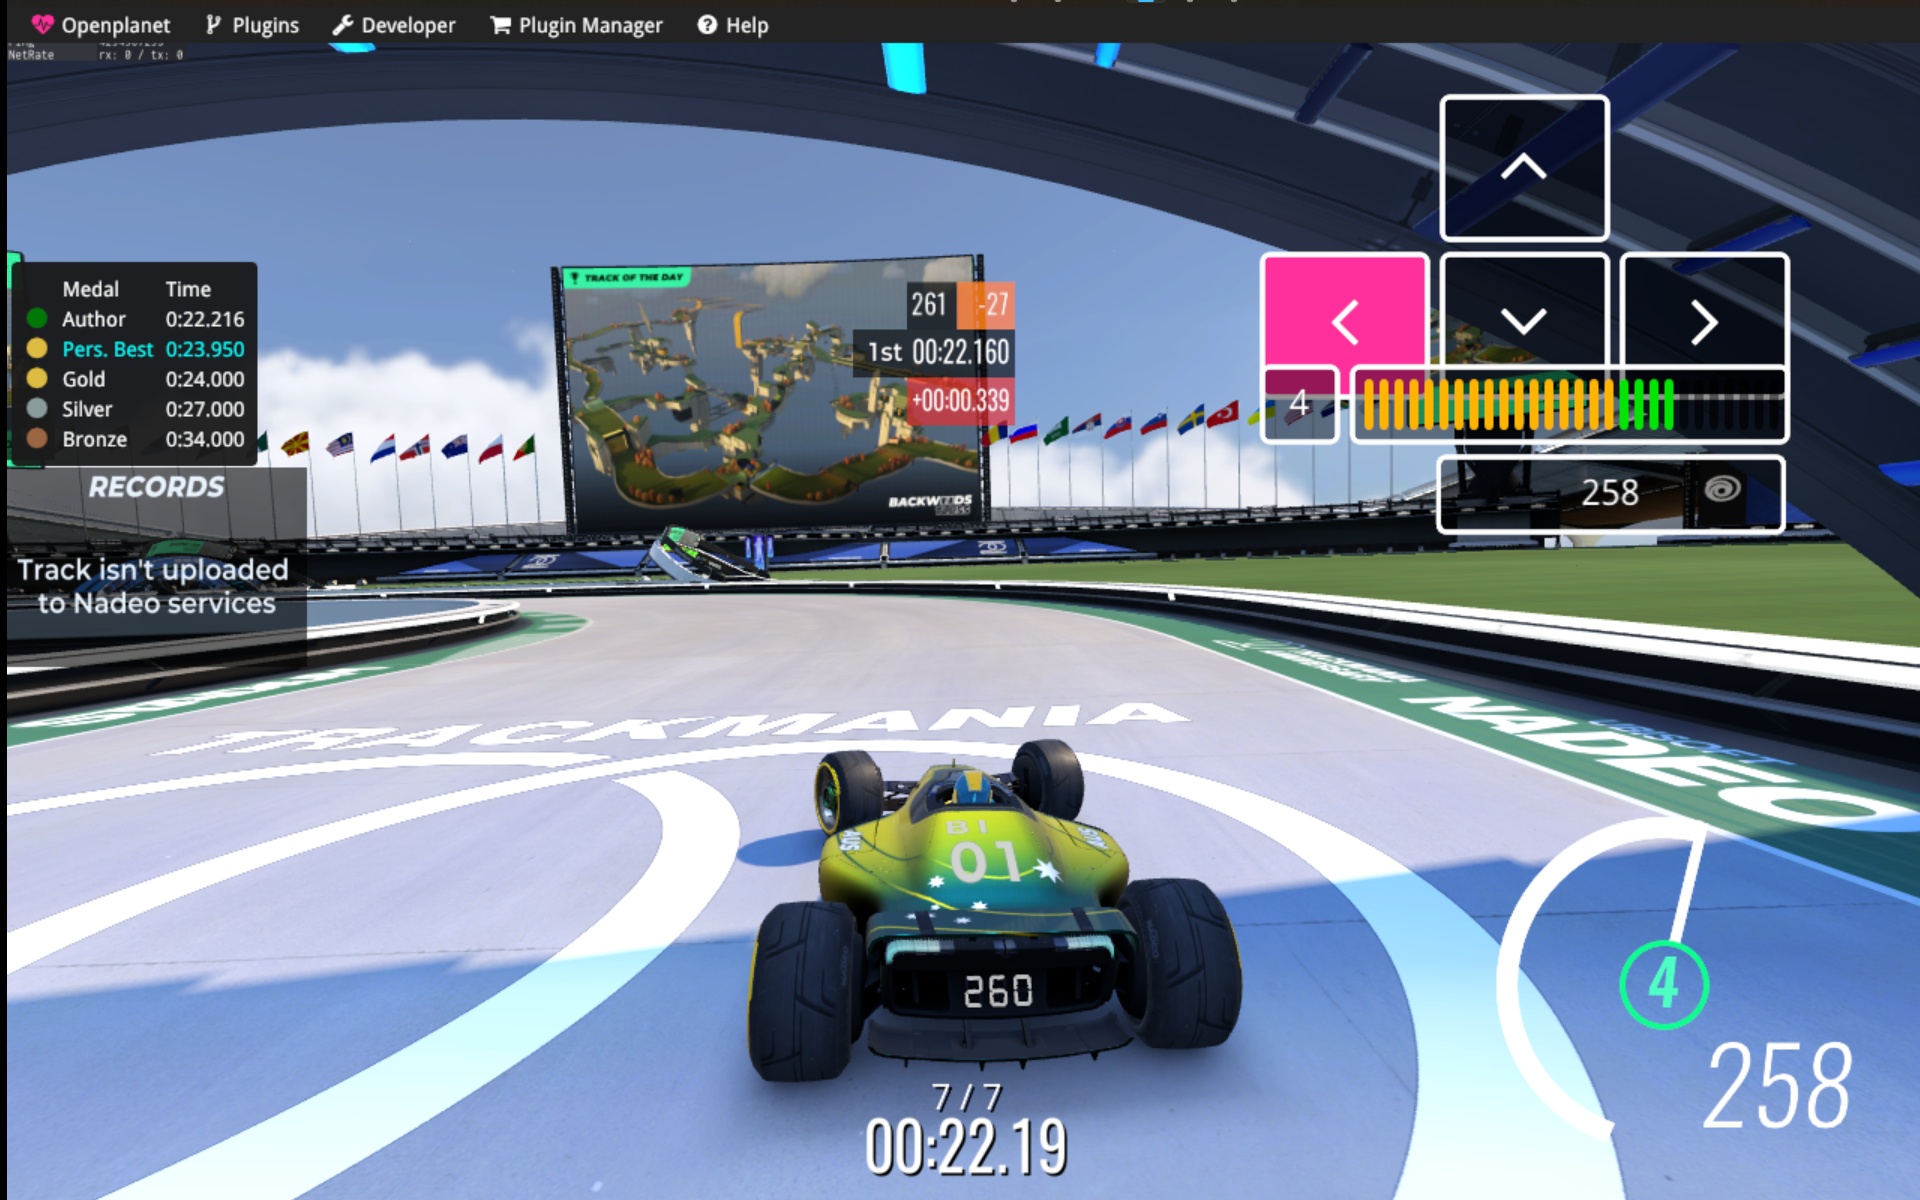 Openplanet Plugins Developer Plugin Manager Help
NetRate rx: 0 / tx: 0
TRACK OF THE DAY
261 -27
1st 00:22.160
+00:00.339
Medal Time
Author 0:22.216
Pers. Best 0:23.950
Gold 0:24.000
Silver 0:27.000
Bronze 0:34.000
4
258
RECORDS
Track isn't uploaded
to Nadeo services
TRACKMANIA
NADEO
UBISOFT
AUS
01
260
7 / 7
00:22.19
4
258